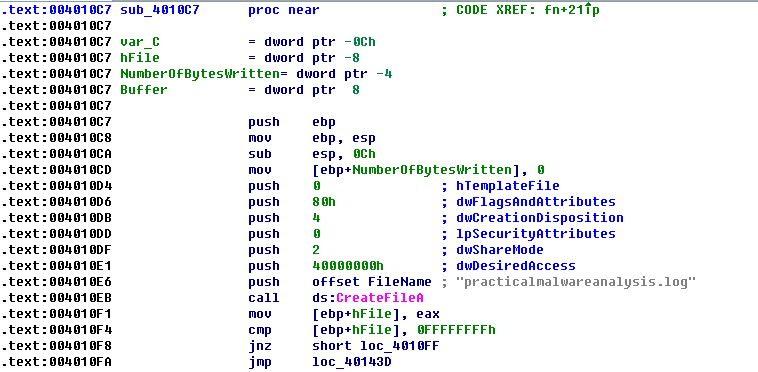 .text:004010C7 sub_4010C7      proc near               ; CODE XREF: fn+21îp
.text:004010C7
.text:004010C7 var_C           = dword ptr -0Ch
.text:004010C7 hFile           = dword ptr -8
.text:004010C7 NumberOfBytesWritten= dword ptr -4
.text:004010C7 Buffer          = dword ptr  8
.text:004010C7
.text:004010C7                 push    ebp
.text:004010C8                 mov     ebp, esp
.text:004010CA                 sub     esp, 0Ch
.text:004010CD                 mov     [ebp+NumberOfBytesWritten], 0
.text:004010D4                 push    0               ; hTemplateFile
.text:004010D6                 push    80h             ; dwFlagsAndAttributes
.text:004010DB                 push    4               ; dwCreationDisposition
.text:004010DD                 push    0               ; lpSecurityAttributes
.text:004010DF                 push    2               ; dwShareMode
.text:004010E1                 push    40000000h       ; dwDesiredAccess
.text:004010E6                 push    offset FileName ; "practicalmalwareanalysis.log"
.text:004010EB                 call    ds:CreateFileA
.text:004010F1                 mov     [ebp+hFile], eax
.text:004010F4                 cmp     [ebp+hFile], 0FFFFFFFFh
.text:004010F8                 jnz     short loc_4010FF
.text:004010FA                 jmp     loc_40143D